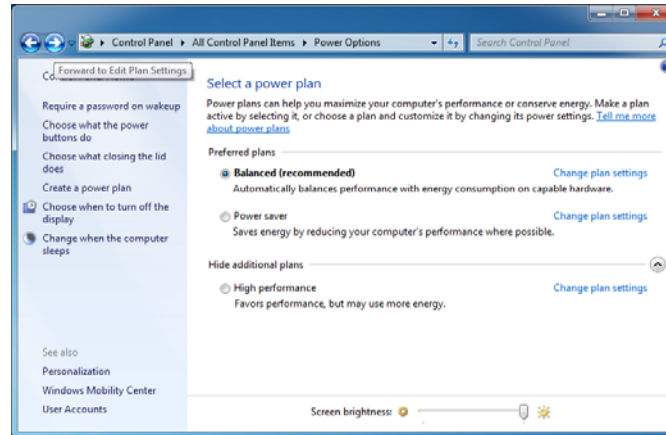 Control Panel
All Control Panel Items
Power Options
Search Control Panel
Forward to Edit Plan Settings
Require a password on wakeup
Choose what the power
buttons do
Choose what closing the lid
does
Create a power plan
Choose when to turn off the
display
Change when the computer
sleeps
See also
Personalization
Windows Mobility Center
User Accounts
Select a power plan
Power plans can help you maximize your computer's performance or conserve energy. Make a plan
active by selecting it, or choose a plan and customize it by changing its power settings. Tell me more
about power plans
Preferred plans
Balanced (recommended) Change plan settings
Automatically balances performance with energy consumption on capable hardware.
Power saver Change plan settings
Saves energy by reducing your computer's performance where possible.
Hide additional plans
High performance Change plan settings
Favors performance, but may use more energy.
Screen brightness: